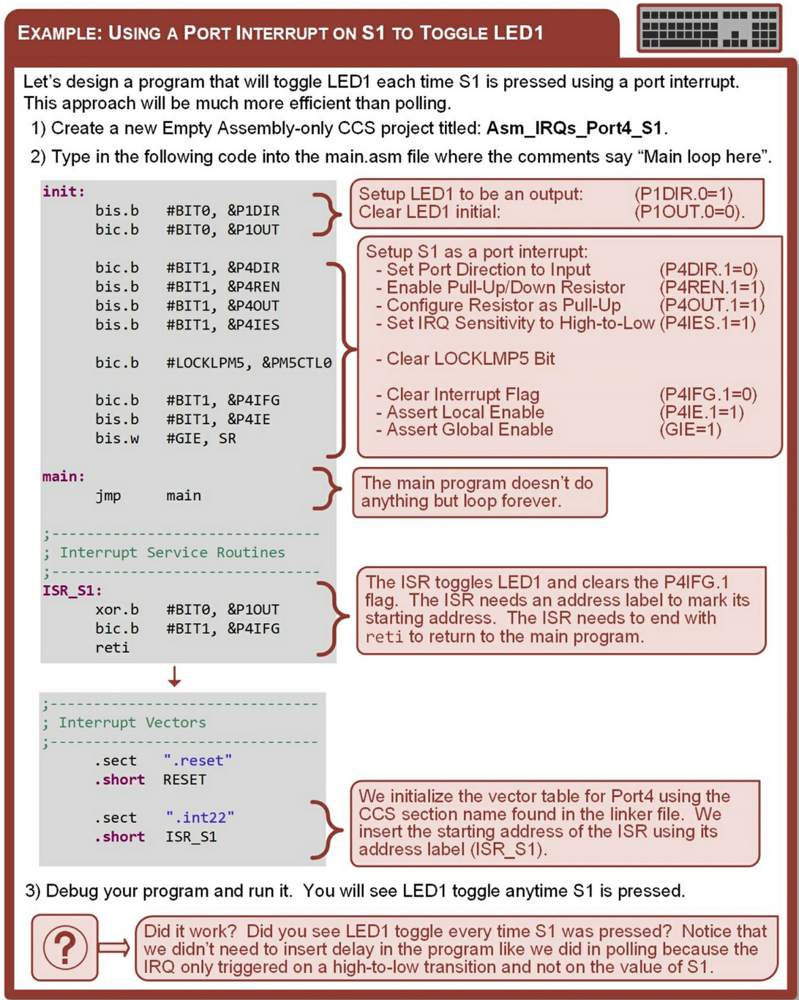 EXAMPLE: USING A PORT INTERRUPT ON S1 TO TOGGLE LED1
Let's design a program that will toggle LED1 each time S1 is pressed using a port interrupt.
This approach will be much more efficient than polling.
1) Create a new Empty Assembly-only CCS project titled: Asm_IRQs_Port4_S1.
2) Type in the following code into the main.asm file where the comments say “Main loop here”.
init:
bis.b #BIT0, &P1DIR
bic.b #BIT0, &P1OUT
Setup LED1 to be an output: (P1DIR.0=1)
Clear LED1 initial: (P1OUT.0=0).
bic.b #BIT1, &P4DIR
bis.b #BIT1, &P4REN
bis.b #BIT1, &P4OUT
bis.b #BIT1, &P4IES
bic.b #LOCKLPM5, &PM5CTL0
bic.b #BIT1, &P4IFG
bis.b #BIT1, &P4IE
bis.w #GIE, SR
Setup S1 as a port interrupt:
- Set Port Direction to Input (P4DIR.1=0)
- Enable Pull-Up/Down Resistor (P4REN.1=1)
- Configure Resistor as Pull-Up (P4OUT.1=1)
- Set IRQ Sensitivity to High-to-Low (P4IES.1=1)
- Clear LOCKLMP5 Bit
- Clear Interrupt Flag (P4IFG.1=0)
- Assert Local Enable (P4IE.1=1)
- Assert Global Enable (GIE=1)
main:
jmp main
The main program doesn't do
anything but loop forever.
;-------------------------------
; Interrupt Service Routines
;-------------------------------
ISR_S1:
xor.b #BIT0, &P1OUT
bic.b #BIT1, &P4IFG
reti
The ISR toggles LED1 and clears the P4IFG.1
flag. The ISR needs an address label to mark its
starting address. The ISR needs to end with
reti to return to the main program.
;-------------------------------
; Interrupt Vectors
;-------------------------------
.sect ".reset"
.short RESET
.sect ".int22"
.short ISR_S1
We initialize the vector table for Port4 using the
CCS section name found in the linker file. We
insert the starting address of the ISR using its
address label (ISR_S1).
3) Debug your program and run it. You will see LED1 toggle anytime S1 is pressed.
?
Did it work? Did you see LED1 toggle every time S1 was pressed? Notice that
we didn't need to insert delay in the program like we did in polling because the
IRQ only triggered on a high-to-low transition and not on the value of S1.